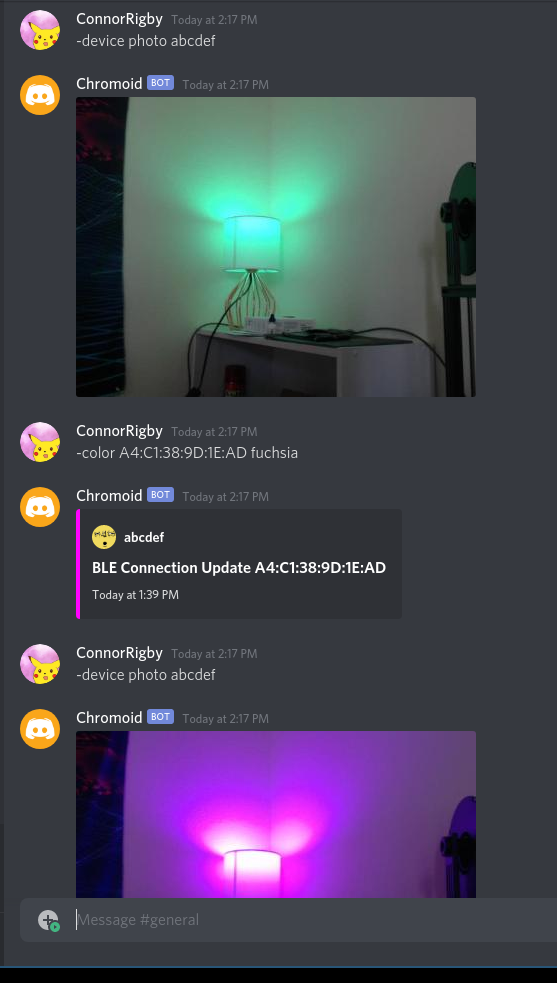 ConnorRigby Today at 2:17 PM
-device photo abcdef
Chromoid BOT Today at 2:17 PM
ConnorRigby Today at 2:17 PM
-color A4:C1:38:9D:1E:AD fuchsia
Chromoid BOT Today at 2:17 PM
abcdef
BLE Connection Update A4:C1:38:9D:1E:AD
Today at 1:39 PM
ConnorRigby Today at 2:17 PM
-device photo abcdef
Chromoid BOT Today at 2:17 PM
Message #general